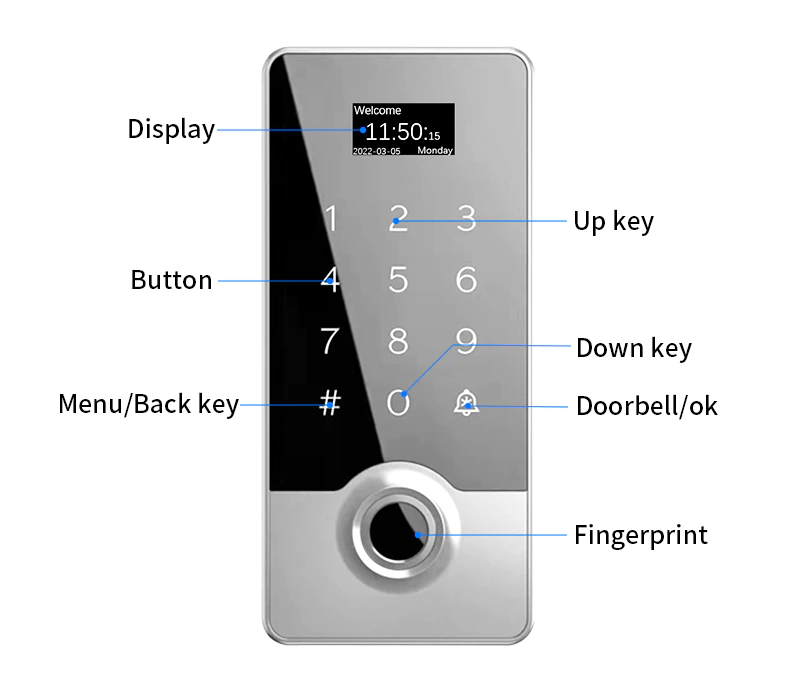 Welcome
Display
11:50:15
2022-03-05 Monday
1 2 3
Up key
Button
4 5 6
7 8 9
Down key
Menu/Back key
# 0
Doorbell/ok
Fingerprint